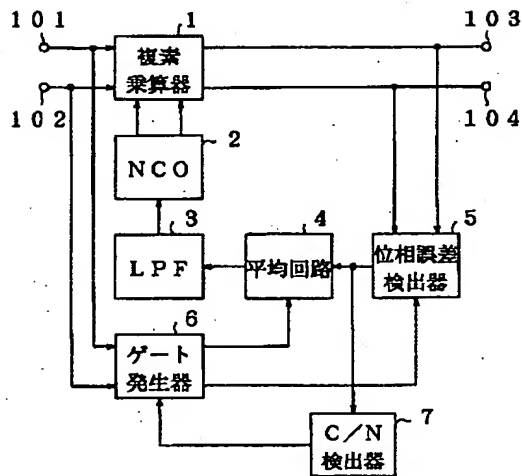 101
1
103
複素
乗算器
102
104
2
NCO
3
4
5
LPF
平均回路
位相誤差
検出器
6
ゲート
発生器
7
C/N
検出器